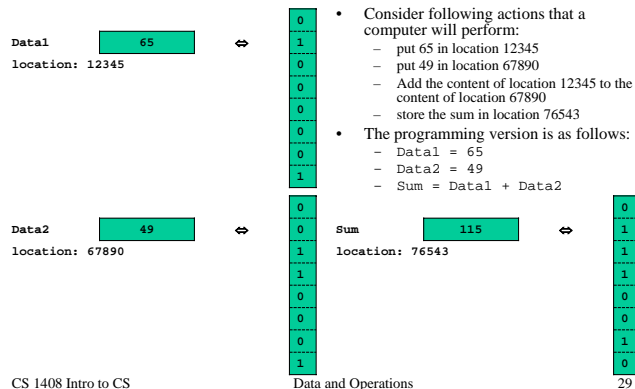 Data1 65 ⇔
location: 12345
0
1
0
0
0
0
0
1
• Consider following actions that a
computer will perform:
– put 65 in location 12345
– put 49 in location 67890
– Add the content of location 12345 to the
content of location 67890
– store the sum in location 76543
• The programming version is as follows:
– Data1 = 65
– Data2 = 49
– Sum = Data1 + Data2
Data2 49 ⇔
location: 67890
0
0
1
1
0
0
0
1
Sum 115 ⇔
location: 76543
0
1
1
1
0
0
1
0
CS 1408 Intro to CS Data and Operations 29